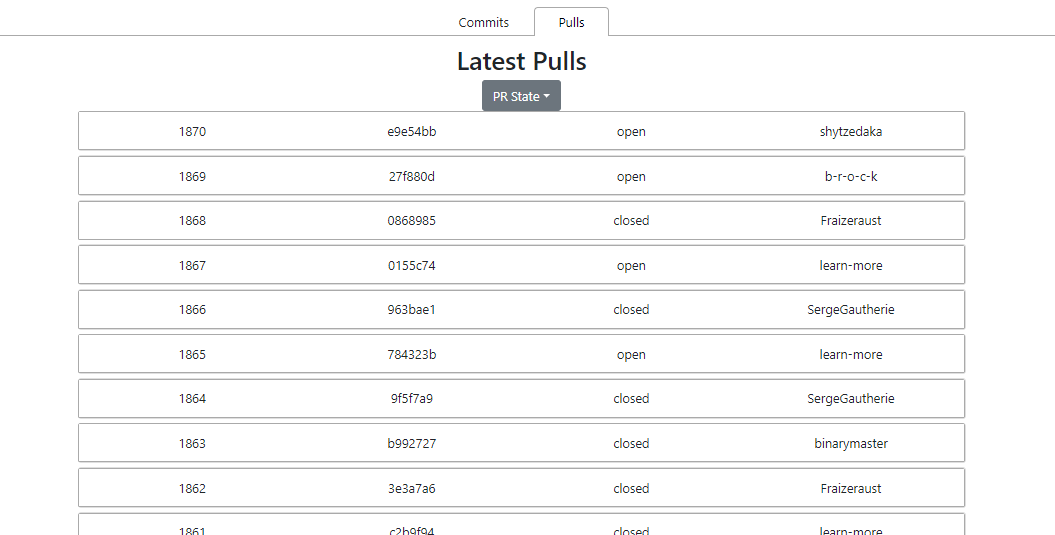 Commits Pulls
Latest Pulls
PR State
1870 e9e54bb open shytzedaka
1869 27f880d open b-r-o-c-k
1868 0868985 closed Fraizeraust
1867 0155c74 open learn-more
1866 963bae1 closed SergeGautherie
1865 784323b open learn-more
1864 9f5f7a9 closed SergeGautherie
1863 b992727 closed binarymaster
1862 3e3a7a6 closed Fraizeraust
1861 c2b9f94 closed learn-more